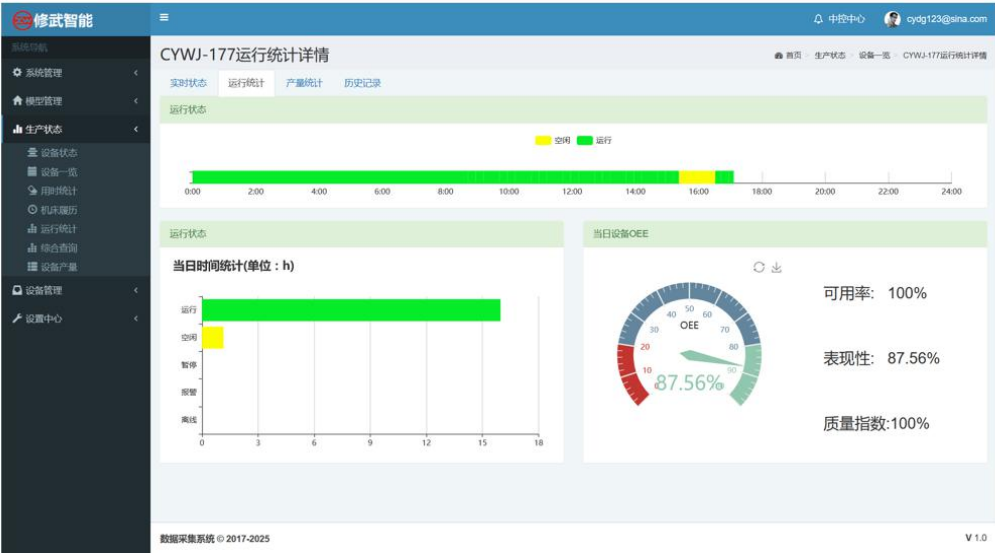 修武智能
中控中心 cydg123@sina.com
系统导航
系统管理
模型管理
生产状态
设备状态
设备一览
用时统计
机床履历
运行统计
综合查询
设备产量
设备管理
设置中心
CYWJ-177运行统计详情
首页 生产状态 设备一览 CYWJ-177运行统计详情
实时状态 运行统计 产量统计 历史记录
运行状态
空闲 运行
0:00 2:00 4:00 6:00 8:00 10:00 12:00 14:00 16:00 18:00 20:00 22:00 24:00
运行状态
当日时间统计(单位：h)
运行
空闲
暂停
报警
离线
0 3 6 9 12 15 18
当日设备OEE
10 20 30 40 50 60 70 80 90
OEE
87.56%
可用率: 100%
表现性: 87.56%
质量指数:100%
数据采集系统 © 2017-2025
V 1.0